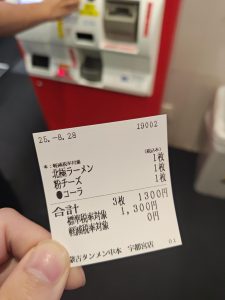 25.-8.28 19002
(税込み)
※:軽減税率対象
北極ラーメン 1枚
粉チーズ 1枚
●コーラ 1枚
合計 3枚 1300円
標準税率対象 1,300円
軽減税率対象 0円
蒙古タンメン中本 宇都宮店